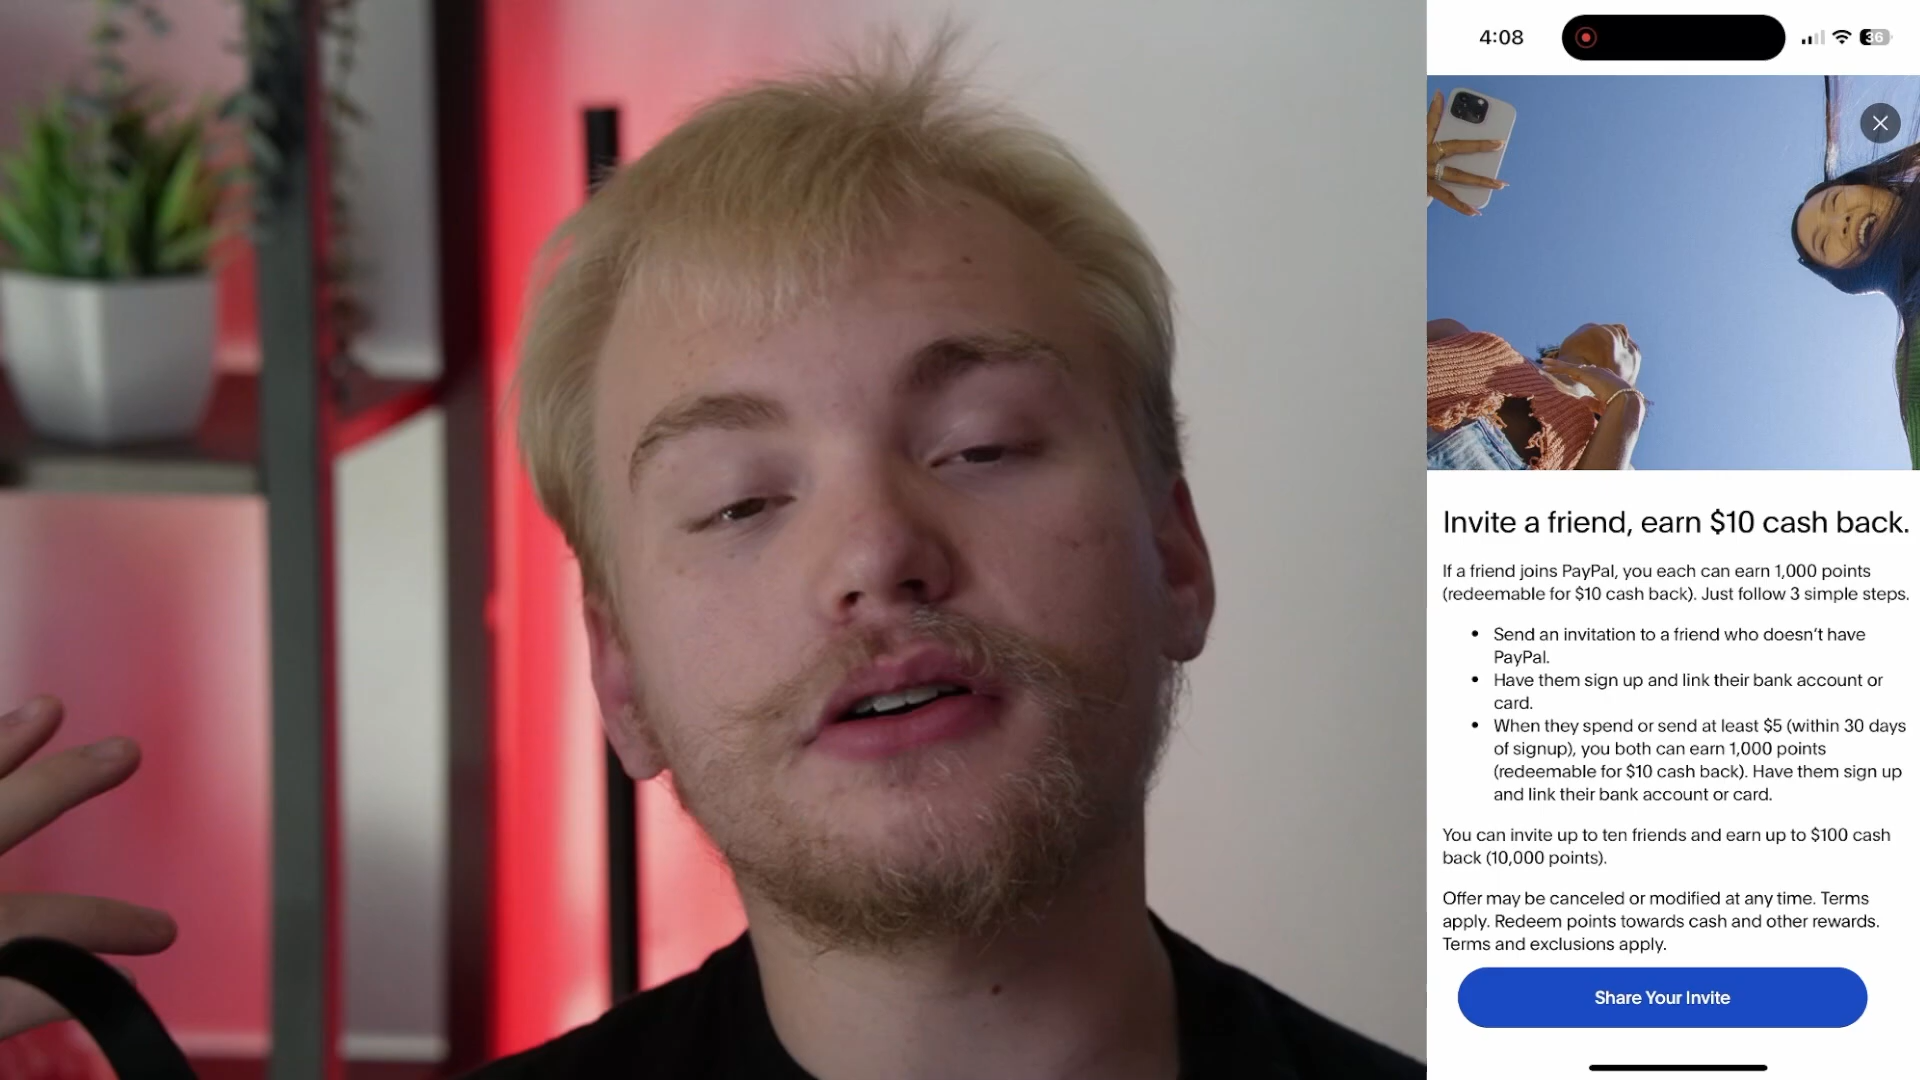 4:08
36
Invite a friend, earn $10 cash back.
If a friend joins PayPal, you each can earn 1,000 points
(redeemable for $10 cash back). Just follow 3 simple steps.
• Send an invitation to a friend who doesn't have
PayPal.
• Have them sign up and link their bank account or
card.
• When they spend or send at least $5 (within 30 days
of signup), you both can earn 1,000 points
(redeemable for $10 cash back). Have them sign up
and link their bank account or card.
You can invite up to ten friends and earn up to $100 cash
back (10,000 points).
Offer may be canceled or modified at any time. Terms
apply. Redeem points towards cash and other rewards.
Terms and exclusions apply.
Share Your Invite